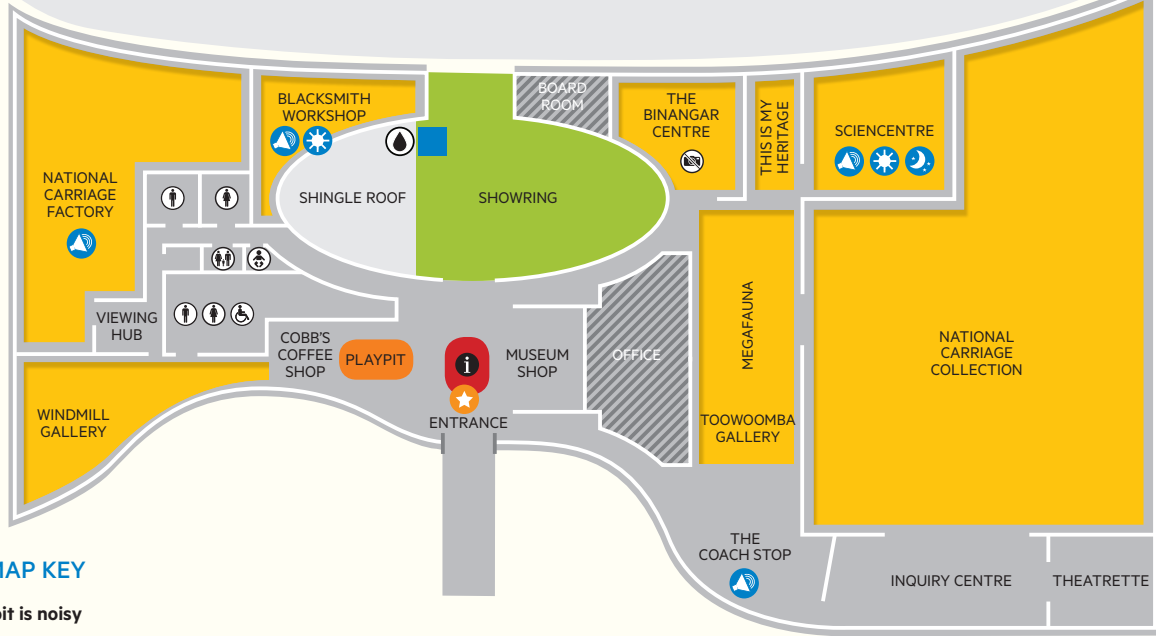 BLACKSMITH
WORKSHOP
BOARD
ROOM
THE
BINANGAR
CENTRE
THIS IS MY
HERITAGE
SCIENCENTRE
NATIONAL
CARRIAGE
FACTORY
SHINGLE ROOF
SHOWRING
VIEWING
HUB
COBB'S
COFFEE
SHOP
PLAYPIT
i
MUSEUM
SHOP
OFFICE
MEGAFAUNA
NATIONAL
CARRIAGE
COLLECTION
WINDMILL
GALLERY
ENTRANCE
TOOWOOMBA
GALLERY
THE
COACH STOP
INQUIRY CENTRE
THEATRETTE
MAP KEY
pit is noisy